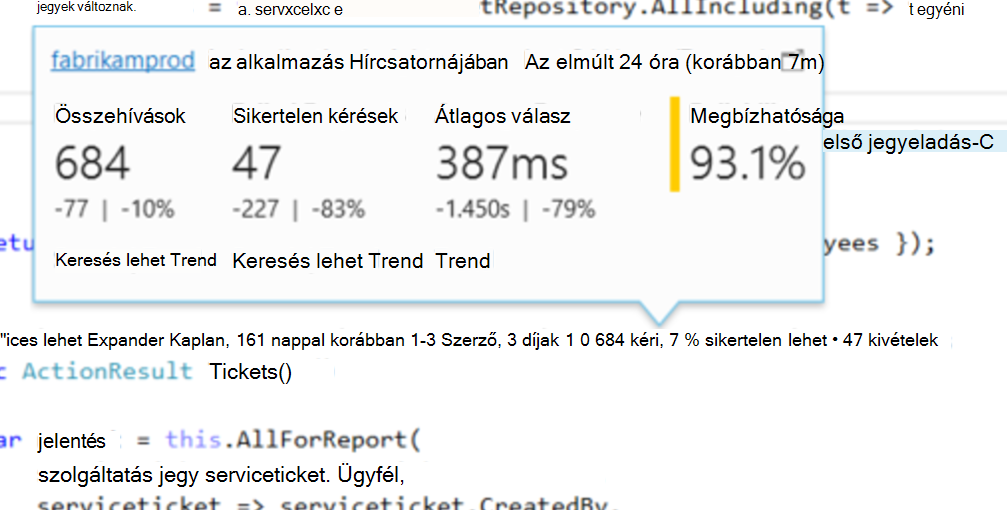 jegyek változnak. = a. servxcelxc e tRepository.AllIncluding(t => t egyéni
fabrikamprod az alkalmazás Hírcsatornájában Az elmúlt 24 óra (korábban 7m)
Összehívások Sikertelen kérések Átlagos válasz Megbízhatósága
első jegyeladás-C
684 47 387ms 93.1%
-77 | -10% -227 | -83% -1.450s | -79%
etu yees });
Keresés lehet Trend Keresés lehet Trend Trend
"ices lehet Expander Kaplan, 161 nappal korábban 1-3 Szerző, 3 díjak 1 0 684 kéri, 7 % sikertelen lehet • 47 kivételek
c ActionResult Tickets()
ar jelentés = this.AllForReport(
szolgáltatás jegy serviceticket. Ügyfél,
serviceticket => serviceticket.CreatedBy,